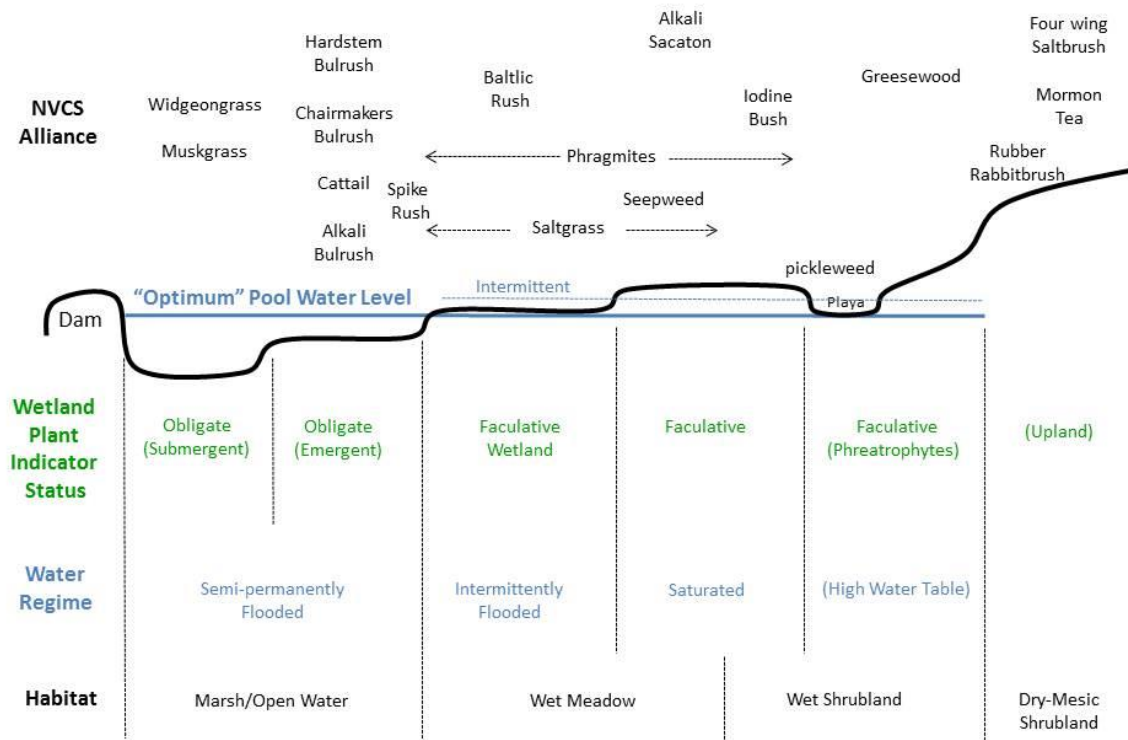 NVCS
Alliance
Widgeongrass
Muskgrass
Hardstem
Bulrush
Chairmakers
Bulrush
Cattail
Alkali
Bulrush
Spike
Rush
Baltlic
Rush
Phragmites
Saltgrass
Alkali
Sacaton
Seepweed
Iodine
Bush
Greesewood
pickleweed
Four wing
Saltbrush
Mormon
Tea
Rubber
Rabbitbrush
Dam
“Optimum” Pool Water Level
Intermittent
Playa
Wetland
Plant
Indicator
Status
Obligate
(Submergent)
Obligate
(Emergent)
Faculative
Wetland
Faculative
Faculative
(Phreatrophytes)
(Upland)
Water
Regime
Semi-permanently
Flooded
Intermittently
Flooded
Saturated
(High Water Table)
Habitat
Marsh/Open Water
Wet Meadow
Wet Shrubland
Dry-Mesic
Shrubland